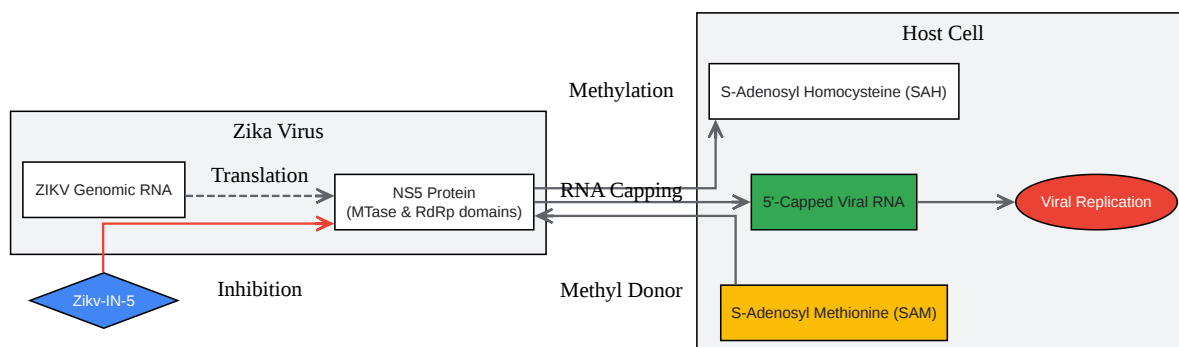 Host Cell
Methylation
S-Adenosyl Homocysteine (SAH)
Zika Virus
ZIKV Genomic RNA
Translation
NS5 Protein
(MTase & RdRp domains)
RNA Capping
5'-Capped Viral RNA
Viral Replication
Zikv-IN-5
Inhibition
Methyl Donor
S-Adenosyl Methionine (SAM)